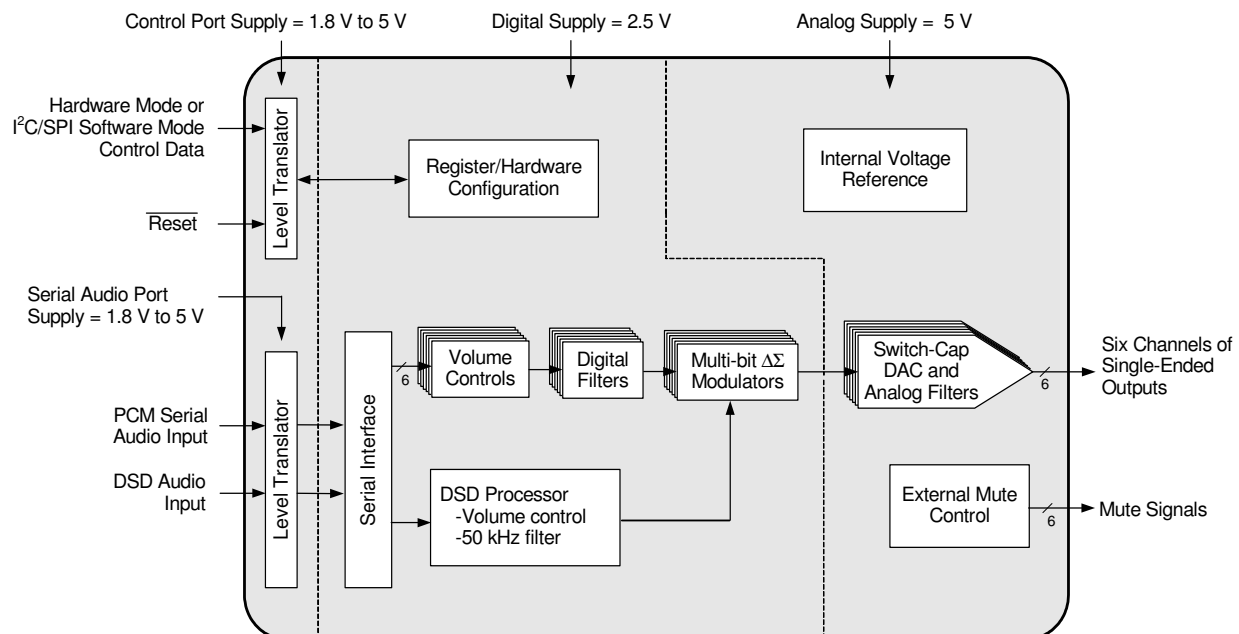 Control Port Supply = 1.8 V to 5 V
Digital Supply = 2.5 V
Analog Supply = 5 V
Hardware Mode or
I²C/SPI Software Mode
Control Data
Reset
Level Translator
Register/Hardware
Configuration
Internal Voltage
Reference
Serial Audio Port
Supply = 1.8 V to 5 V
PCM Serial
Audio Input
DSD Audio
Input
Level Translator
Serial Interface
6
Volume
Controls
Digital
Filters
Multi-bit ΔΣ
Modulators
Switch-Cap
DAC and
Analog Filters
6
Six Channels of
Single-Ended
Outputs
DSD Processor
-Volume control
-50 kHz filter
External Mute
Control
6
Mute Signals